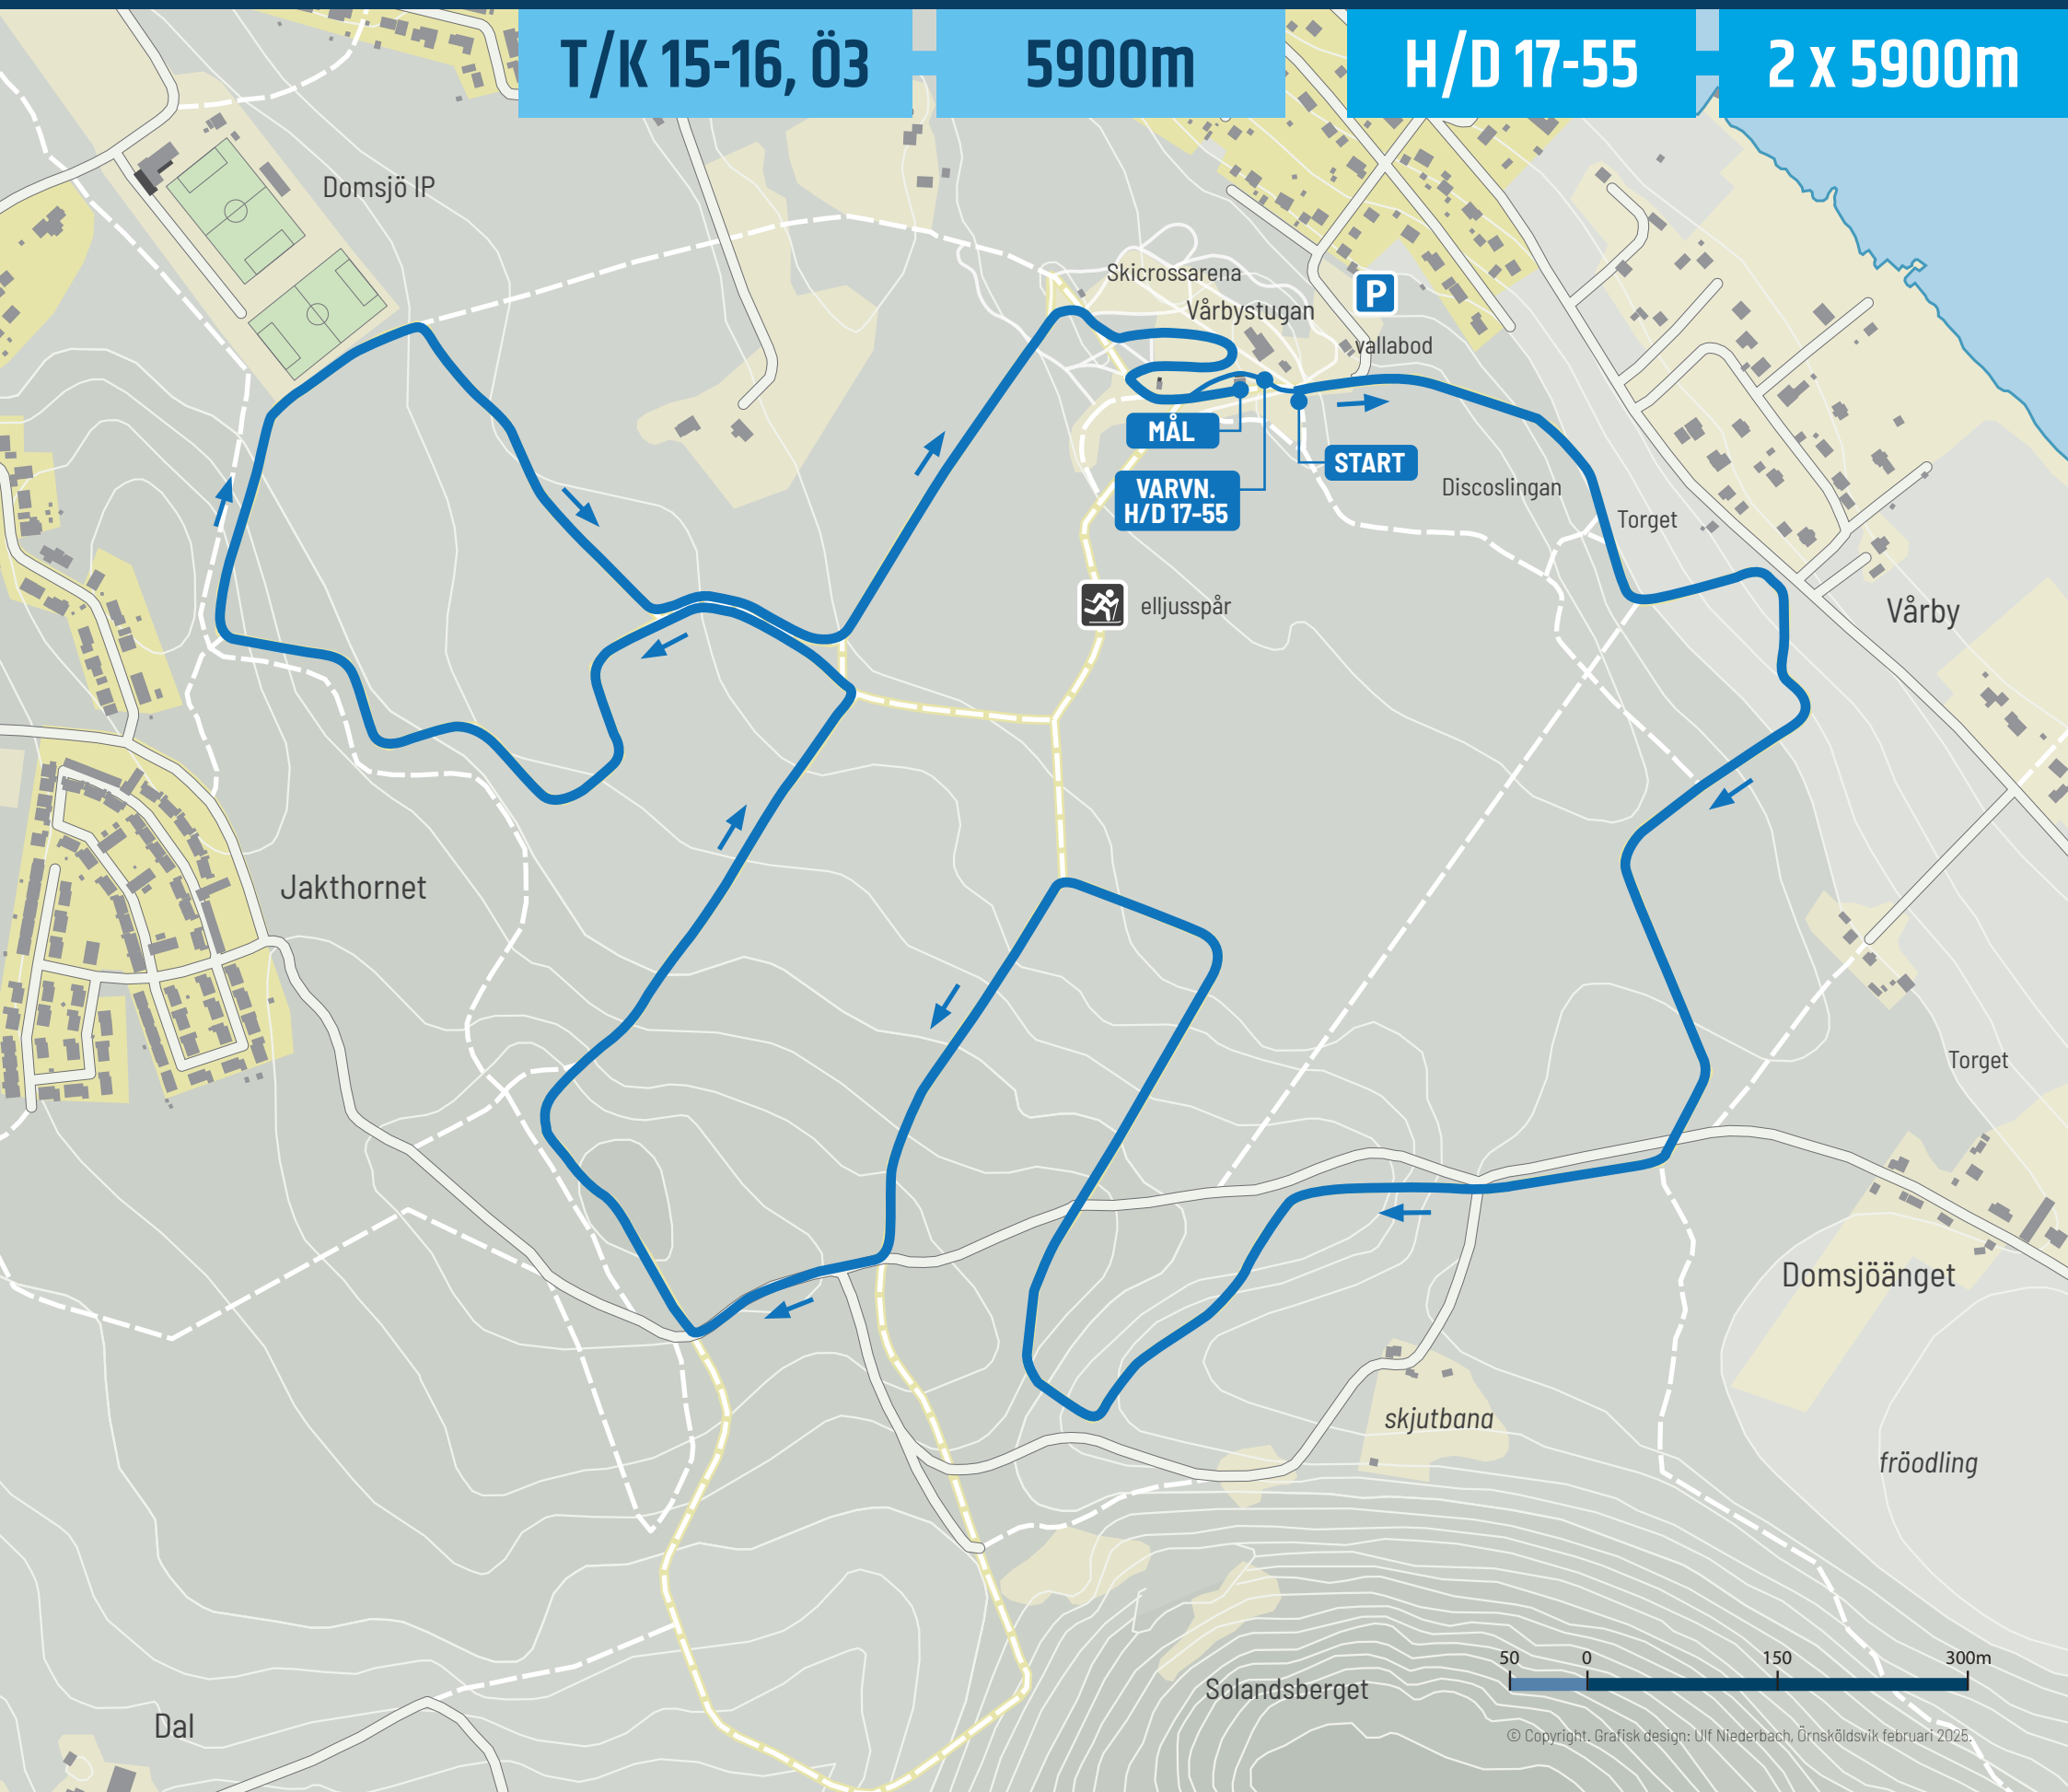 T/K 15-16, Ö3
5900m
H/D 17-55
2 x 5900m
Domsjö IP
Skicrossarena
Vårbystugan
P
vallabod
MÅL
START
VARVN.
H/D 17-55
Discoslingan
Torget
elljusspår
Vårby
Jakthornet
Torget
Domsjöänget
skjutbana
fröodling
Solandsberget
Dal
50 0 150 300m
© Copyright. Grafisk design: Ulf Niederbach, Örnsköldsvik februari 2025.